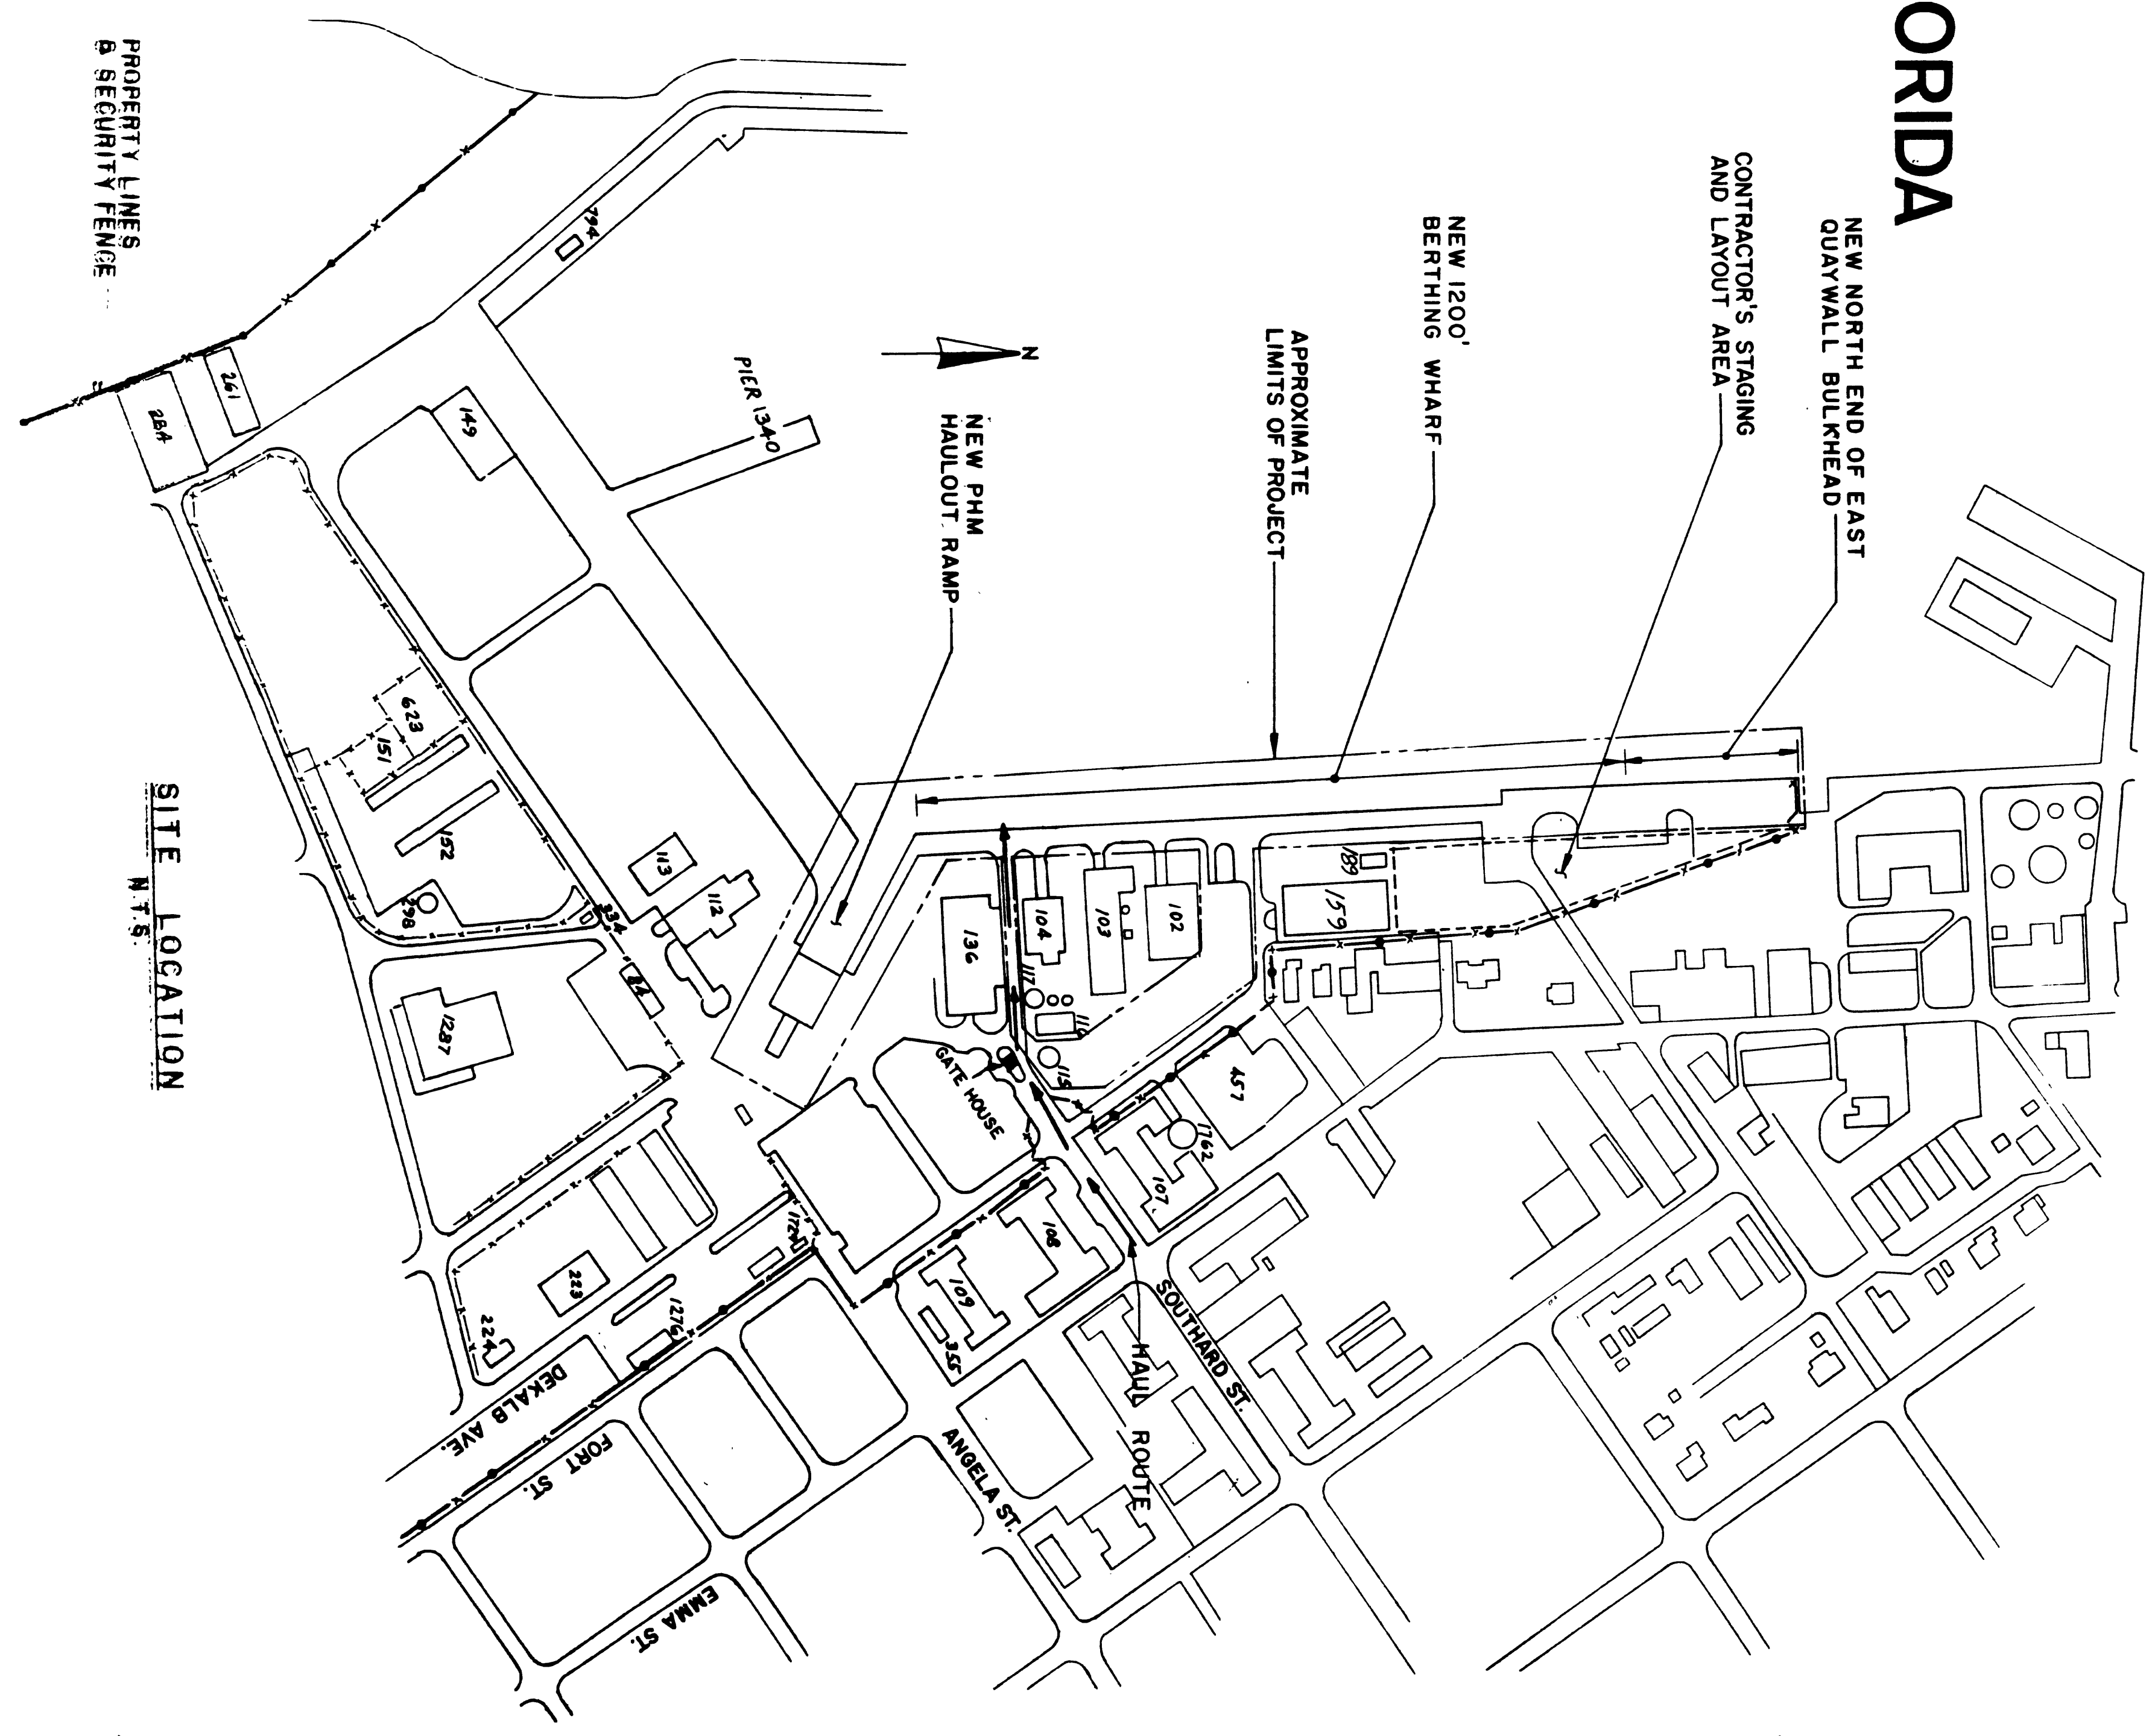 ORIDA
NEW NORTH END OF EAST
QUAYWALL BULKHEAD
CONTRACTOR'S STAGING
AND LAYOUT AREA
NEW 1200'
BERTHING WHARF
APPROXIMATE
LIMITS OF PROJECT
N
NEW PHM
HAULOUT RAMP
PIER 1340
794
149
261
28A
PROPERTY LINES
& SECURITY FENCE
623
151
152
298
113
112
334
84
1287
136
104
103
102
189
159
117
115
GATE HOUSE
457
1762
107
108
109
355
223
224
1276
SOUTHARD ST.
HAUL ROUTE
ANGELA ST.
DEKALB AVE.
FORT ST.
EMMA ST.
SITE LOCATION
N.T.S.